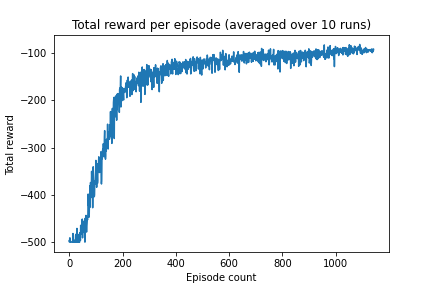 Total reward per episode (averaged over 10 runs)
−100
−200
−300
−400
−500
Total reward
0 200 400 600 800 1000
Episode count